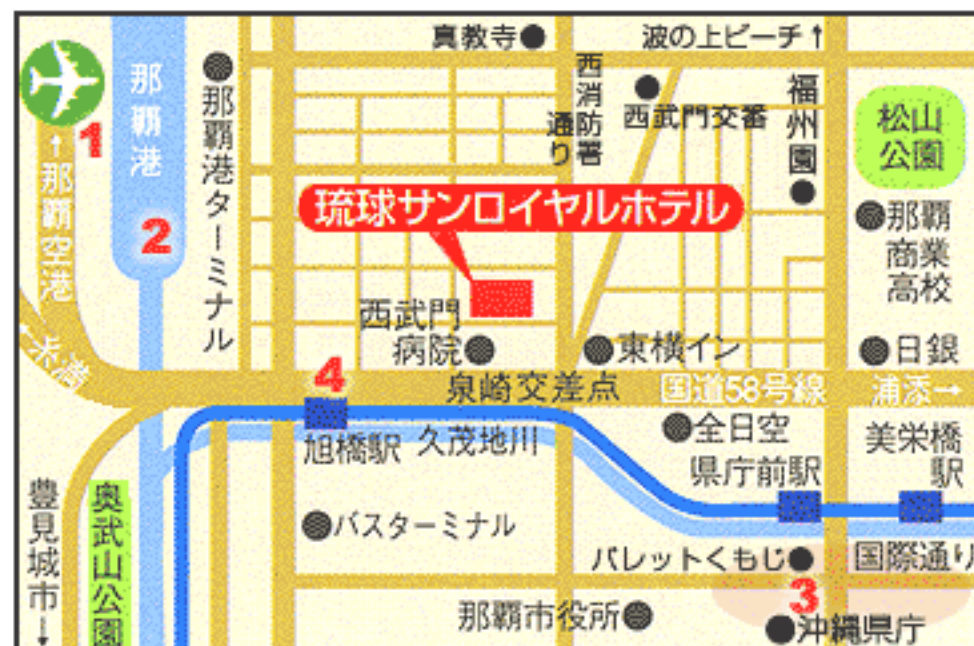 真教寺
波の上ビーチ↑
那覇港
那覇港ターミナル
西消防署
通り
西武門交番
福州園
松山
公園
1
↑那覇空港
2
琉球サンロイヤルホテル
那覇
商業
高校
西武門
病院
東横イン
日銀
糸満
4
泉崎交差点
国道58号線
浦添→
旭橋駅
久茂地川
全日空
県庁前駅
美栄橋
駅
豊見城市↓
奥武山公園
バスターミナル
パレットくもじ
国際通り
3
那覇市役所
沖縄県庁